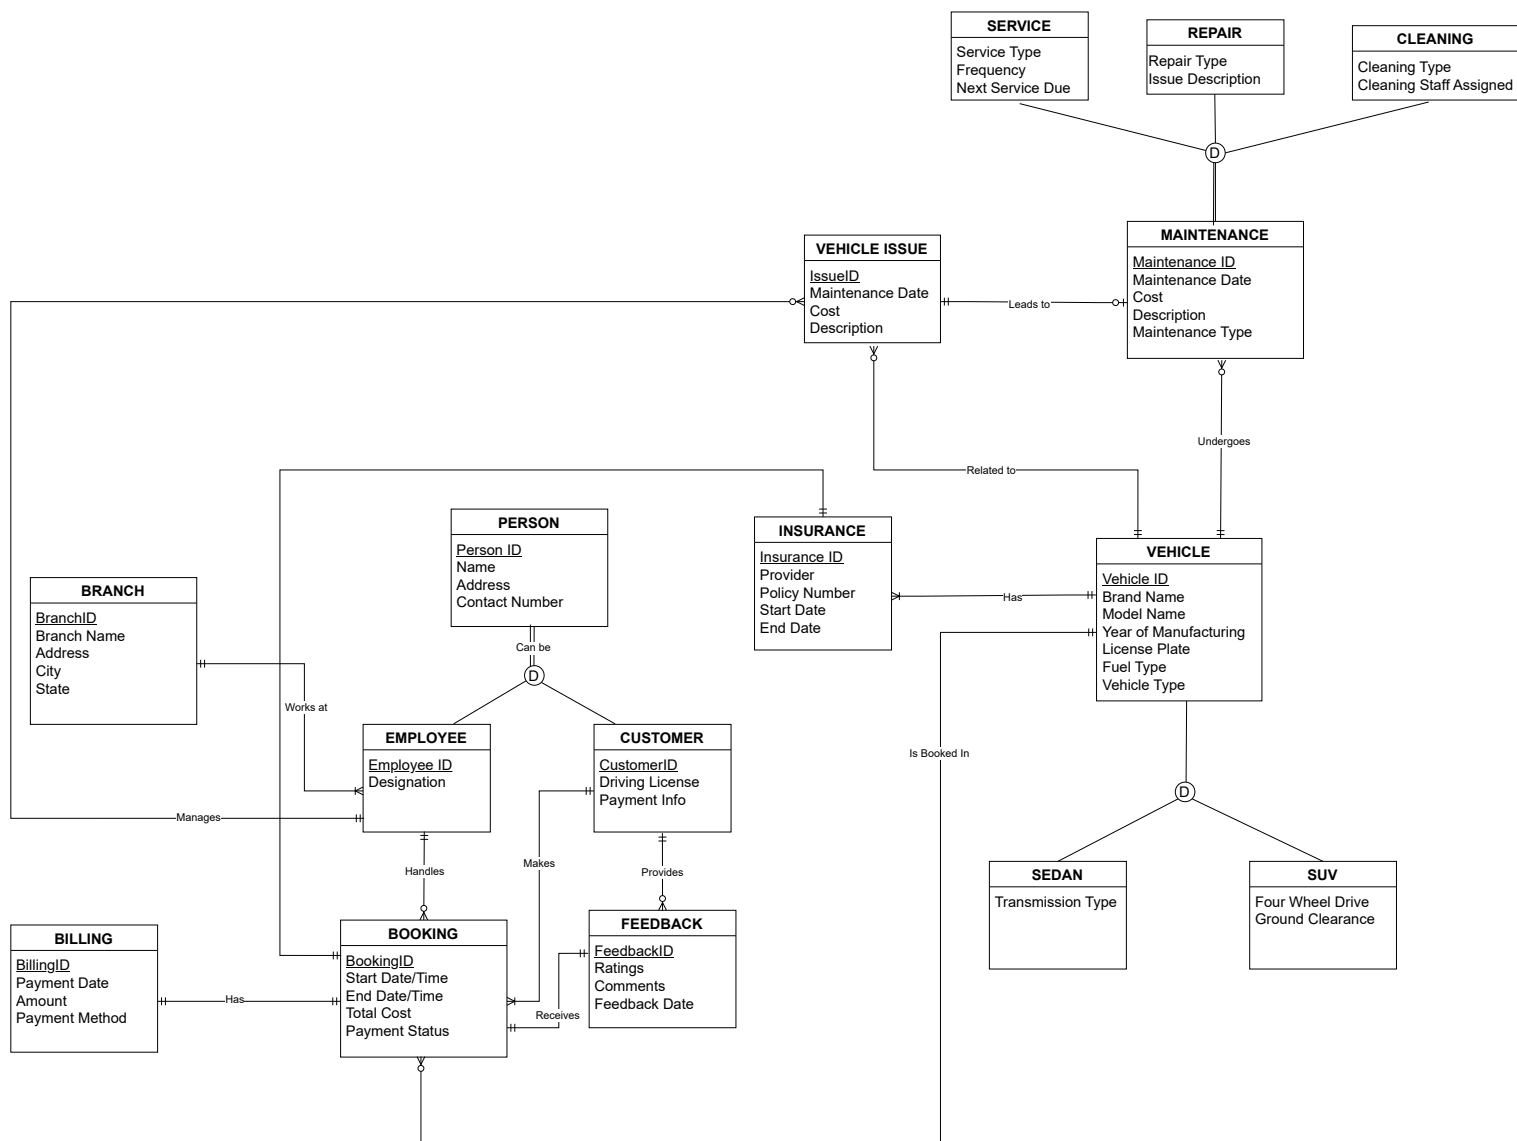 SERVICE
Service Type
Frequency
Next Service Due
REPAIR
Repair Type
Issue Description
CLEANING
Cleaning Type
Cleaning Staff Assigned
D
VEHICLE ISSUE
IssueID
Maintenance Date
Cost
Description
Leads to
MAINTENANCE
Maintenance ID
Maintenance Date
Cost
Description
Maintenance Type
Undergoes
Related to
PERSON
Person ID
Name
Address
Contact Number
Can be
D
INSURANCE
Insurance ID
Provider
Policy Number
Start Date
End Date
Has
VEHICLE
Vehicle ID
Brand Name
Model Name
Year of Manufacturing
License Plate
Fuel Type
Vehicle Type
BRANCH
BranchID
Branch Name
Address
City
State
Works at
EMPLOYEE
Employee ID
Designation
CUSTOMER
CustomerID
Driving License
Payment Info
Is Booked In
D
Manages
Handles
Makes
Provides
SEDAN
Transmission Type
SUV
Four Wheel Drive
Ground Clearance
BILLING
BillingID
Payment Date
Amount
Payment Method
Has
BOOKING
BookingID
Start Date/Time
End Date/Time
Total Cost
Payment Status
Receives
FEEDBACK
FeedbackID
Ratings
Comments
Feedback Date